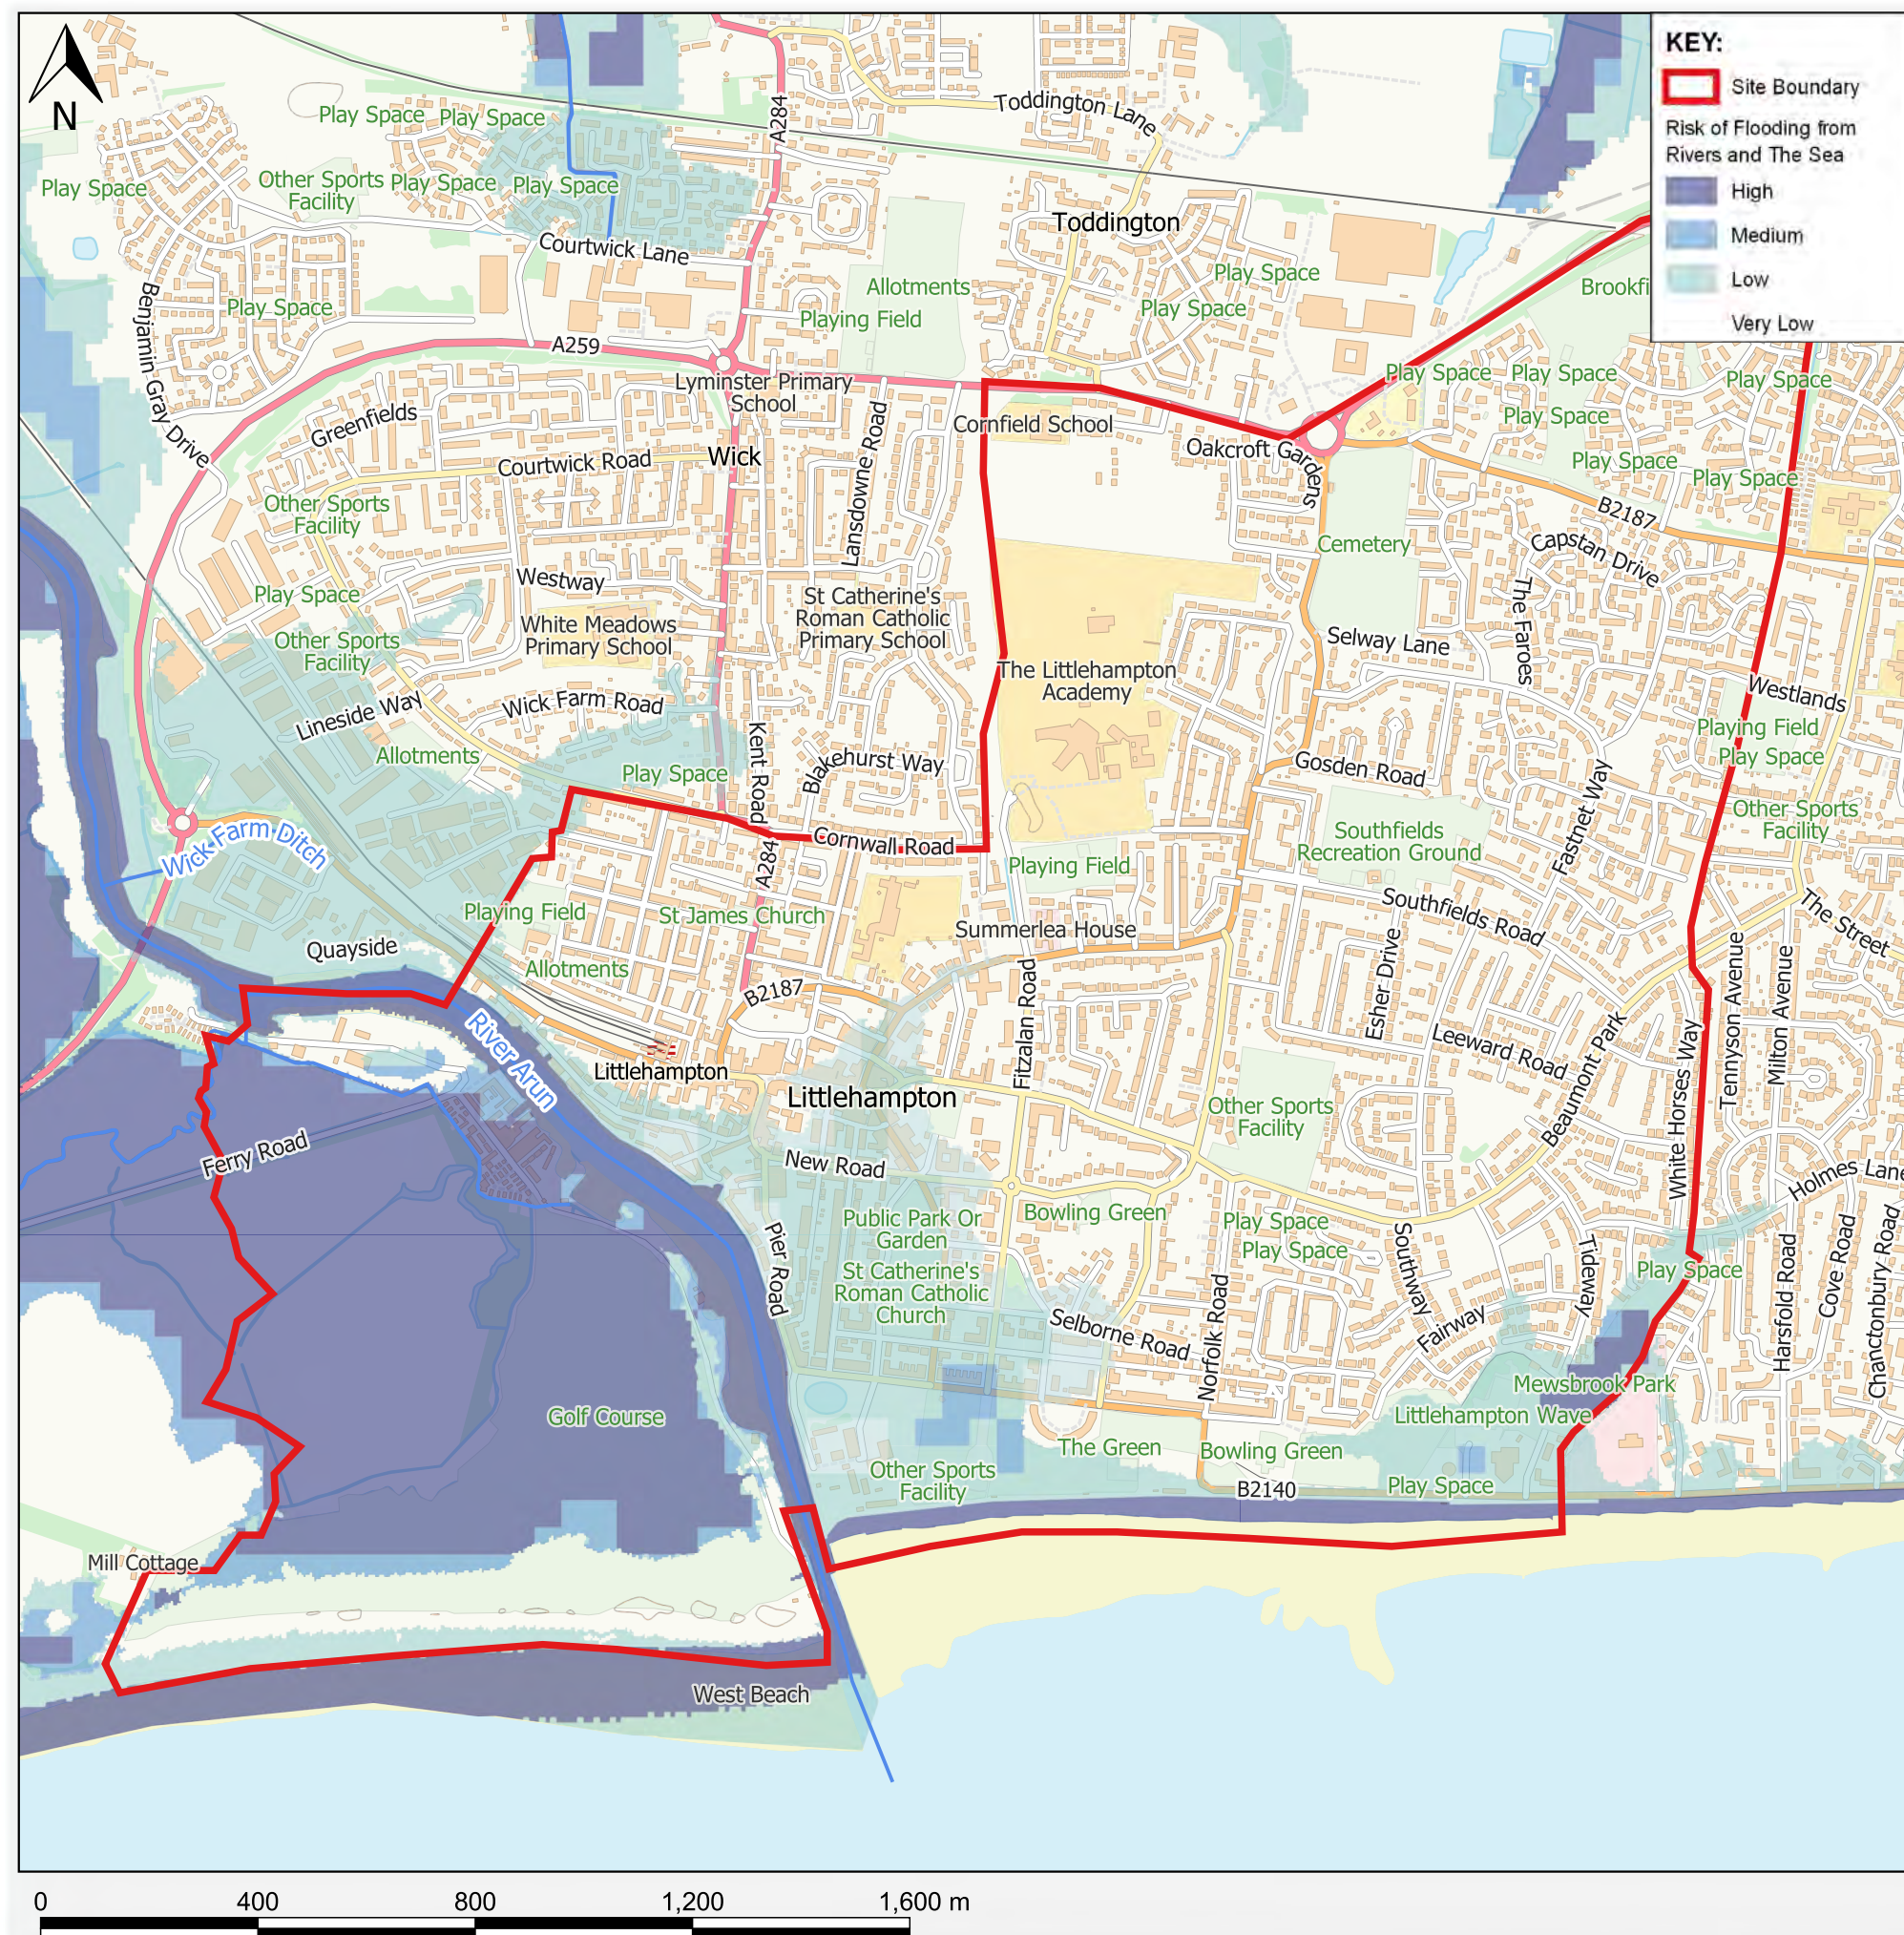 N
KEY:
Site Boundary
Risk of Flooding from
Rivers and The Sea
High
Medium
Low
Very Low
Play Space
Play Space
A284
Toddington Lane
Play Space
Other Sports
Facility
Play Space
Play Space
Toddington
Courtwick Lane
Play Space
Allotments
Brookfi
Benjamin Gray Drive
Play Space
Play Space
Playing Field
A259
Play Space
Play Space
Play Space
Lyminster Primary
School
Greenfields
Lansdowne Road
Cornfield School
Play Space
Oakcroft Gardens
Courtwick Road
Wick
Play Space
Play Space
Other Sports
Facility
B2187
Cemetery
Capstan Drive
Westway
The Faroes
Play Space
St Catherine's
Roman Catholic
Primary School
White Meadows
Primary School
Other Sports
Facility
Selway Lane
The Littlehampton
Academy
Westlands
Wick Farm Road
Lineside Way
Playing Field
Kent Road
Allotments
Play Space
Blakehurst Way
Gosden Road
Play Space
Fastnet Way
Other Sports
Facility
Wick Farm Ditch
Cornwall Road
A284
Southfields
Recreation Ground
Playing Field
Playing Field
St James Church
Southfields Road
The Street
Summerlea House
Quayside
Allotments
Esher Drive
B2187
Fitzalan Road
Tennyson Avenue
Milton Avenue
River Arun
Leeward Road
Beaumont Park
White Horses Way
Littlehampton
Littlehampton
Other Sports
Facility
Ferry Road
New Road
Holmes Lane
Public Park Or
Garden
Bowling Green
Play Space
Play Space
Pier Road
Southway
Tideway
Play Space
Harsfold Road
Cove Road
Chanctonbury Road
St Catherine's
Roman Catholic
Church
Selborne Road
Norfolk Road
Fairway
Mewsbrook Park
Golf Course
Littlehampton Wave
The Green
Bowling Green
Other Sports
Facility
B2140
Play Space
Mill Cottage
West Beach
0
400
800
1,200
1,600 m